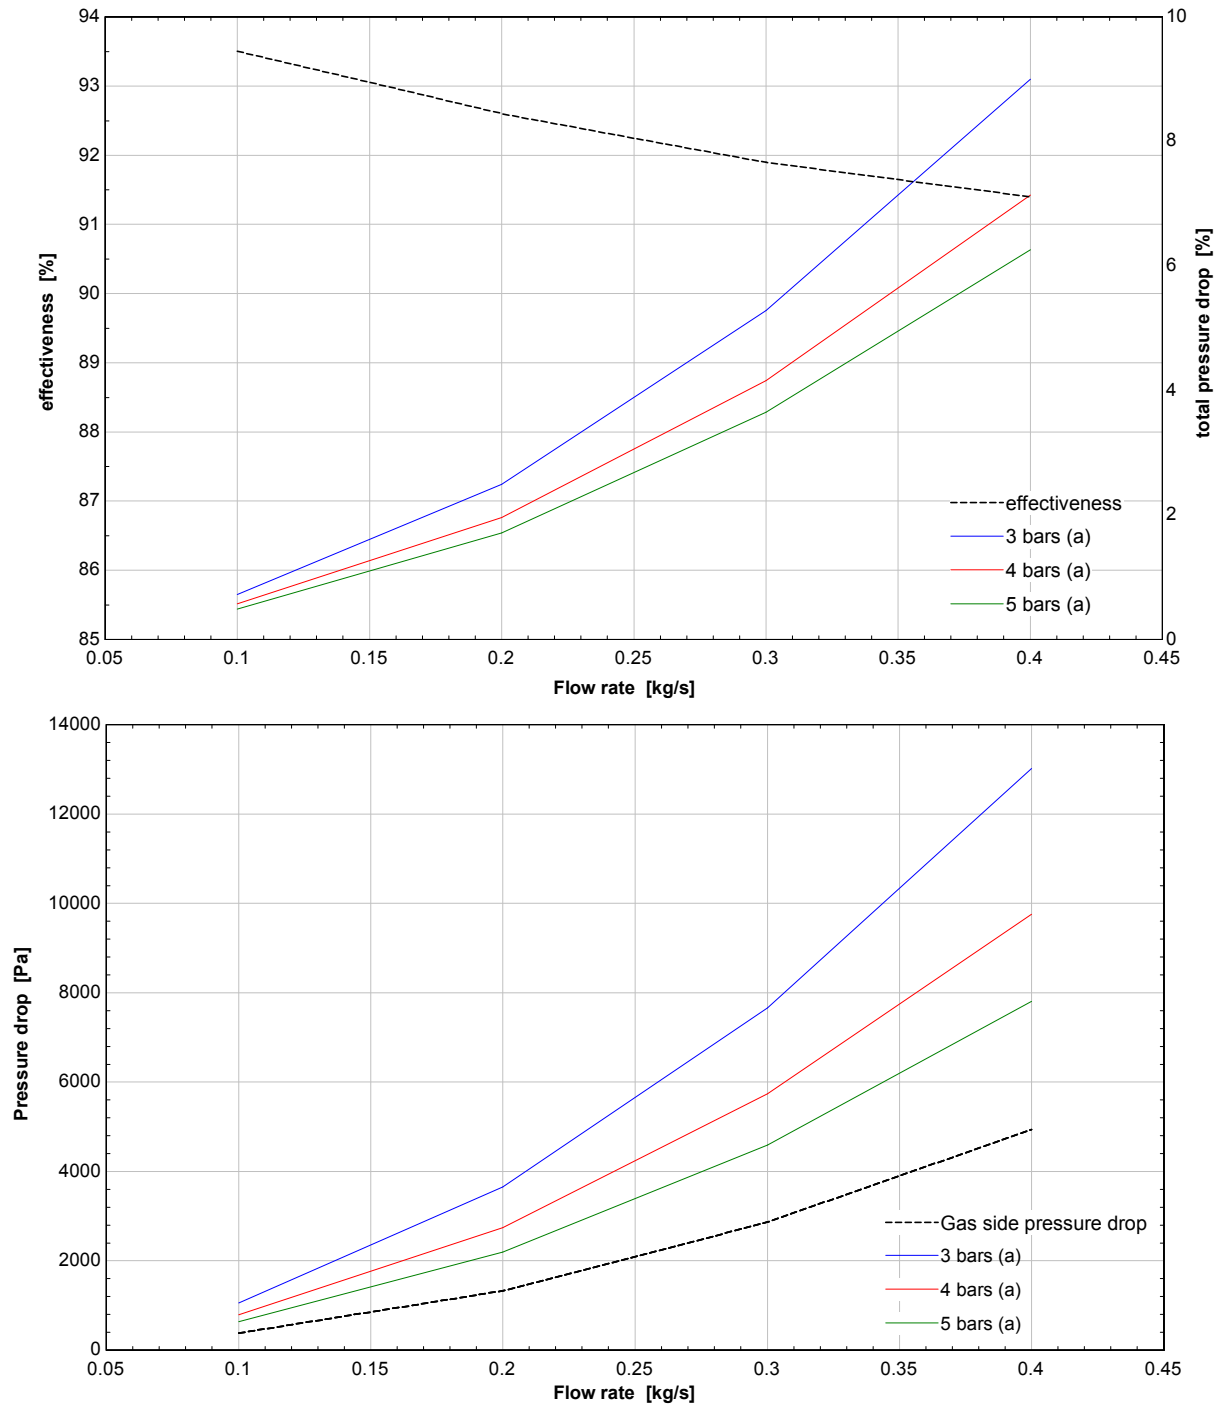 94
93
92
91
90
89
88
87
86
85
effectiveness [%]
10
8
6
4
2
0
total pressure drop [%]
effectiveness
3 bars (a)
4 bars (a)
5 bars (a)
0.05 0.1 0.15 0.2 0.25 0.3 0.35 0.4 0.45
Flow rate [kg/s]
14000
12000
10000
8000
6000
4000
2000
0
Pressure drop [Pa]
Gas side pressure drop
3 bars (a)
4 bars (a)
5 bars (a)
0.05 0.1 0.15 0.2 0.25 0.3 0.35 0.4 0.45
Flow rate [kg/s]